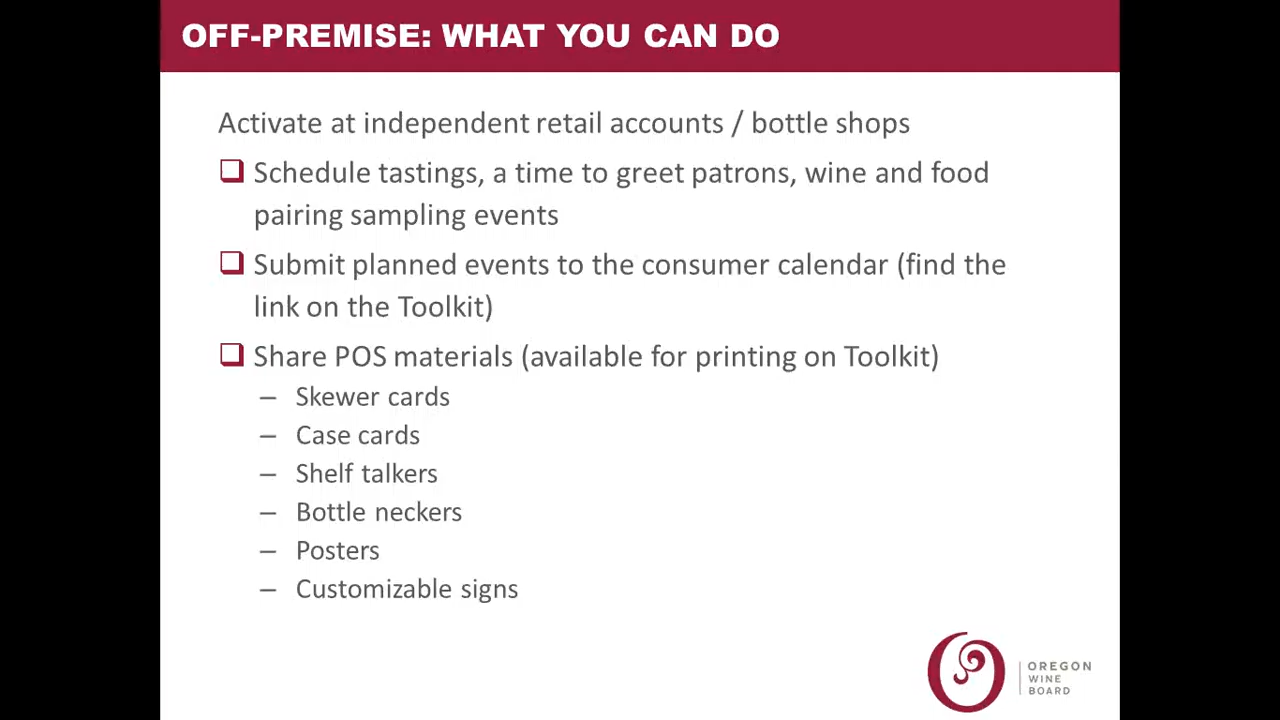 OFF-PREMISE: WHAT YOU CAN DO
Activate at independent retail accounts / bottle shops
❑ Schedule tastings, a time to greet patrons, wine and food
pairing sampling events
❑ Submit planned events to the consumer calendar (find the
link on the Toolkit)
❑ Share POS materials (available for printing on Toolkit)
– Skewer cards
– Case cards
– Shelf talkers
– Bottle neckers
– Posters
– Customizable signs
OREGON
WINE
BOARD